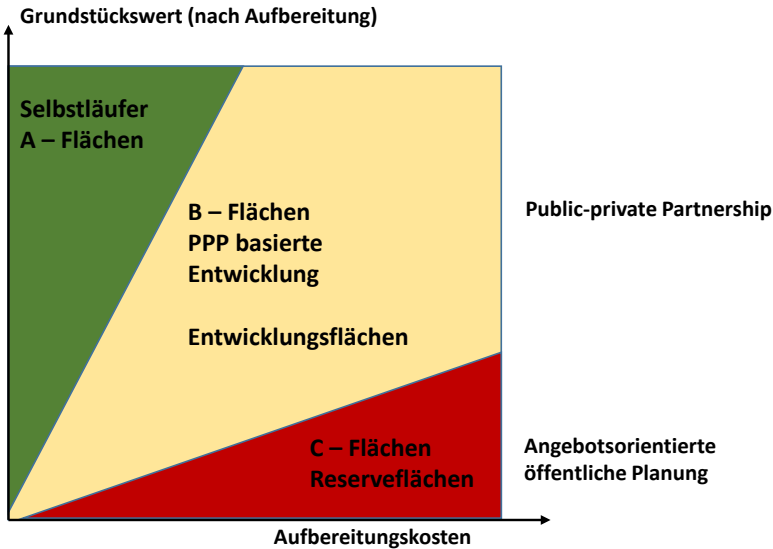 Grundstückswert (nach Aufbereitung)
Selbstläufer
A – Flächen
B – Flächen
PPP basierte
Entwicklung
Entwicklungsflächen
Public-private Partnership
C – Flächen
Reserveflächen
Angebotsorientierte
öffentliche Planung
Aufbereitungskosten